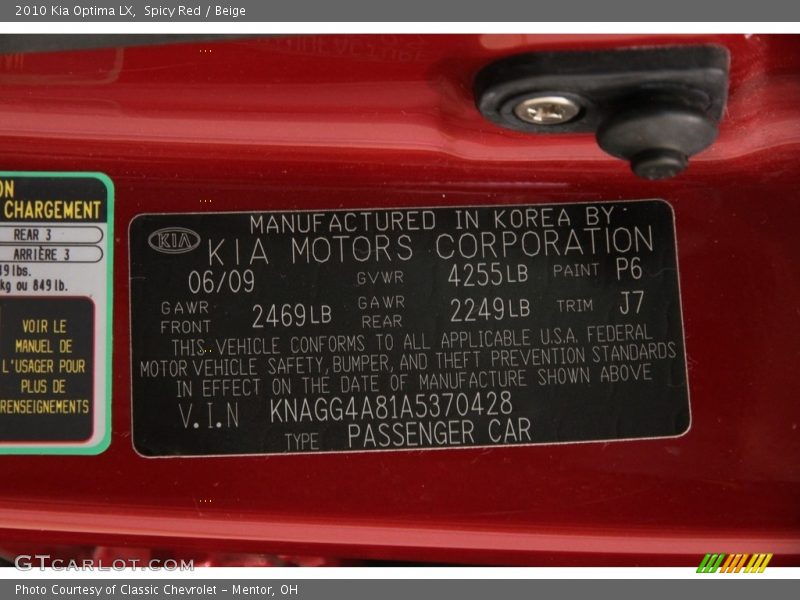 2010 Kia Optima LX, Spicy Red / Beige
ON
CHARGEMENT
REAR 3
ARRIÈRE 3
lbs.
kg ou 849 lb.
VOIR LE
MANUEL DE
L'USAGER POUR
PLUS DE
RENSEIGNEMENTS
MANUFACTURED IN KOREA BY
KIA KIA MOTORS CORPORATION
06/09 GVWR 4255LB PAINT P6
GAWR FRONT 2469LB GAWR REAR 2249LB TRIM J7
THIS VEHICLE CONFORMS TO ALL APPLICABLE U.S.A. FEDERAL
MOTOR VEHICLE SAFETY, BUMPER, AND THEFT PREVENTION STANDARDS
IN EFFECT ON THE DATE OF MANUFACTURE SHOWN ABOVE
V.I.N KNAGG4A81A5370428
TYPE PASSENGER CAR
GTCARLOT.COM
Photo Courtesy of Classic Chevrolet - Mentor, OH